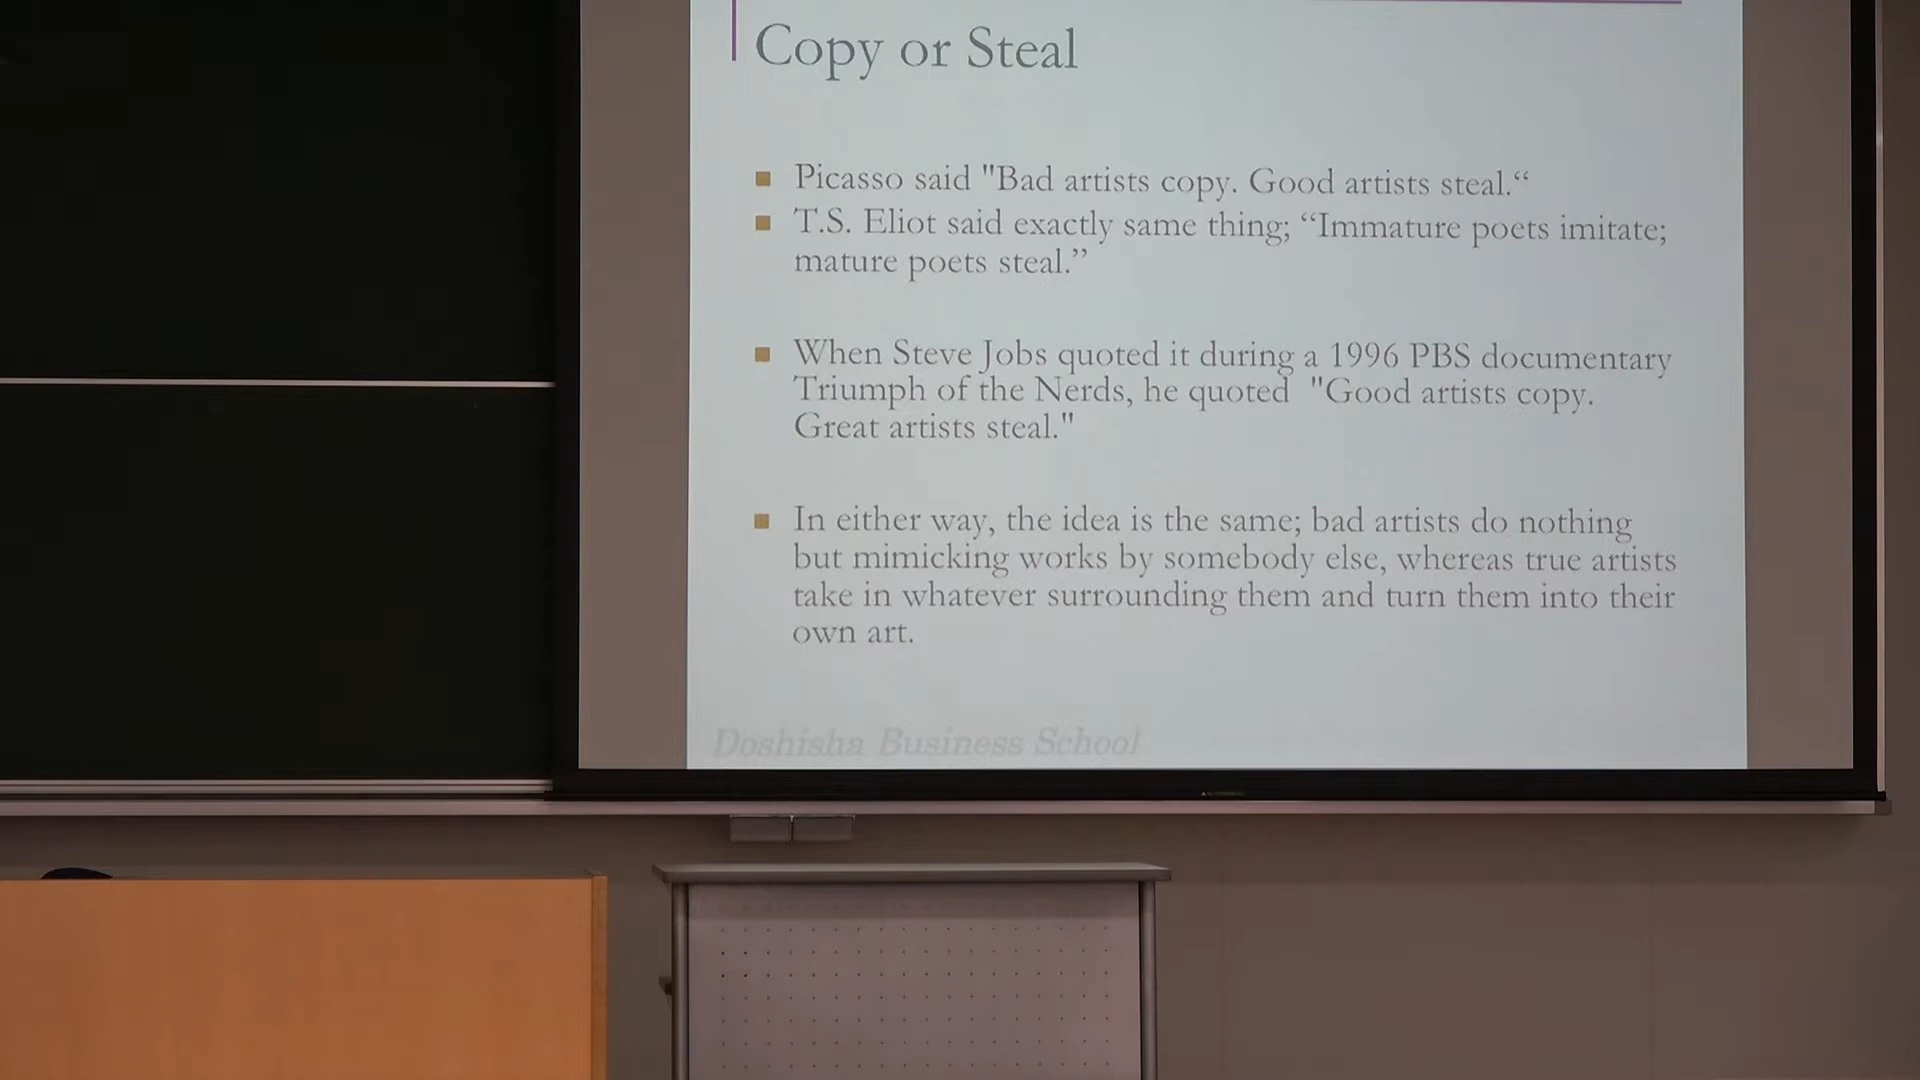 Copy or Steal
Picasso said "Bad artists copy. Good artists steal.“
T.S. Eliot said exactly same thing; “Immature poets imitate;
mature poets steal.”
When Steve Jobs quoted it during a 1996 PBS documentary
Triumph of the Nerds, he quoted "Good artists copy.
Great artists steal."
In either way, the idea is the same; bad artists do nothing
but mimicking works by somebody else, whereas true artists
take in whatever surrounding them and turn them into their
own art.
Doshisha Business School